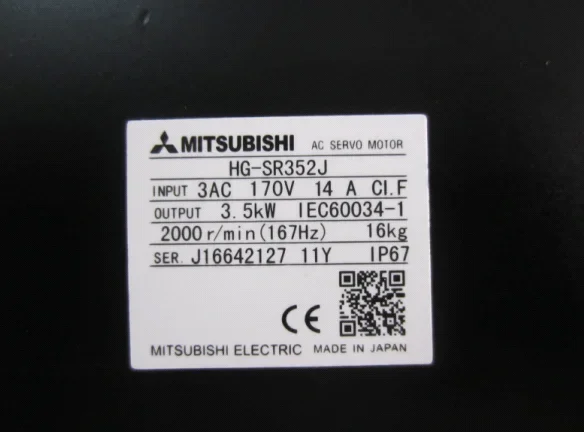 MITSUBISHI AC SERVO MOTOR
HG-SR352J
INPUT 3AC 170V 14 A CI.F
OUTPUT 3.5kW IEC60034-1
2000 r/min(167Hz) 16kg
SER. J16642127 11Y IP67
CE
MITSUBISHI ELECTRIC MADE IN JAPAN